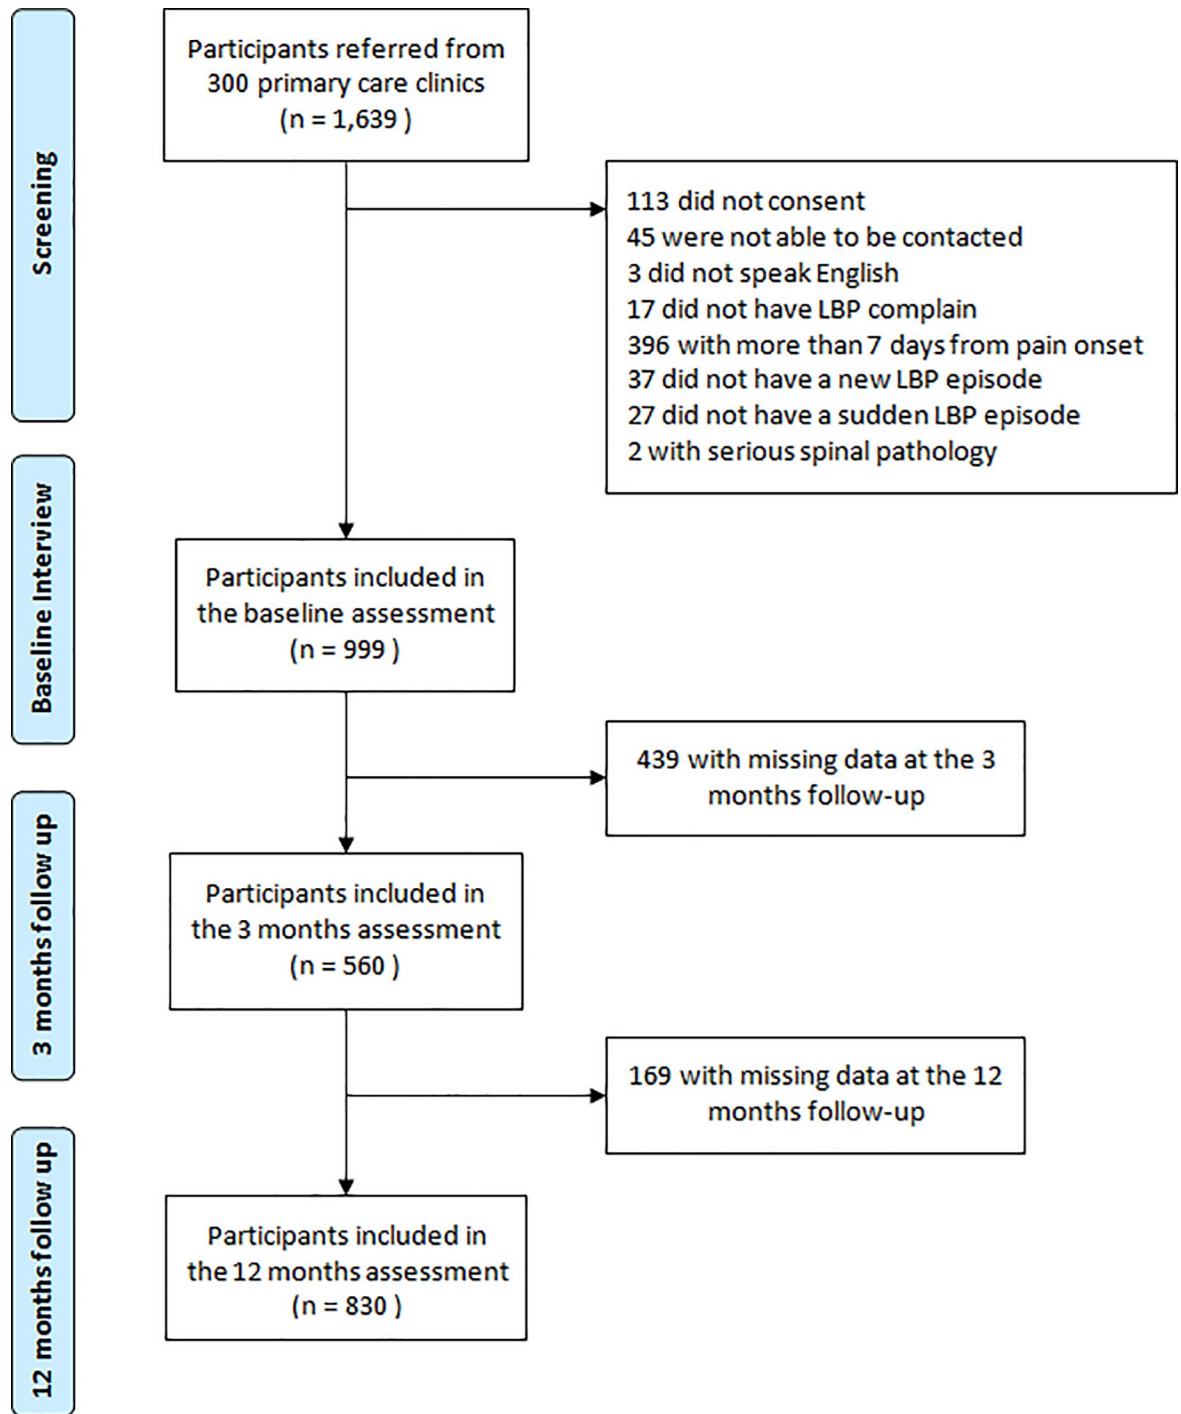 Screening
Participants referred from
300 primary care clinics
(n = 1,639 )
113 did not consent
45 were not able to be contacted
3 did not speak English
17 did not have LBP complain
396 with more than 7 days from pain onset
37 did not have a new LBP episode
27 did not have a sudden LBP episode
2 with serious spinal pathology
Baseline Interview
Participants included in
the baseline assessment
(n = 999 )
439 with missing data at the 3
months follow-up
3 months follow up
Participants included in
the 3 months assessment
(n = 560 )
169 with missing data at the 12
months follow-up
12 months follow up
Participants included in
the 12 months assessment
(n = 830 )